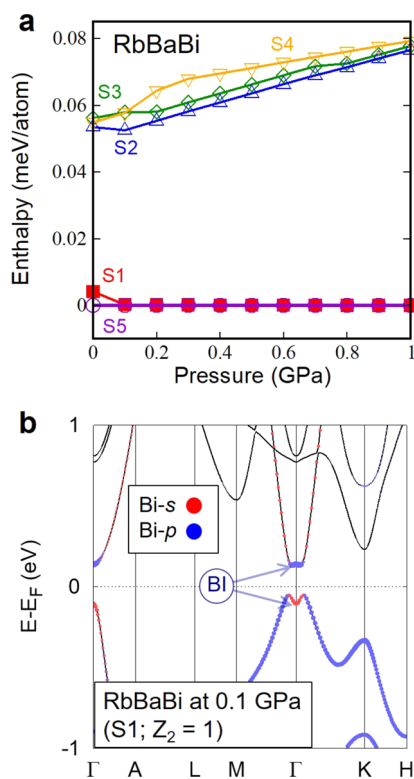 a
RbBaBi
S4
S3
S2
S1
S5
0.08
0.06
0.04
0.02
0
Enthalpy (meV/atom)
0 0.2 0.4 0.6 0.8 1
Pressure (GPa)
b
1
0
-1
E-E_F (eV)
Bi-s
Bi-p
BI
RbBaBi at 0.1 GPa
(S1; Z₂ = 1)
Γ A L M Γ K H